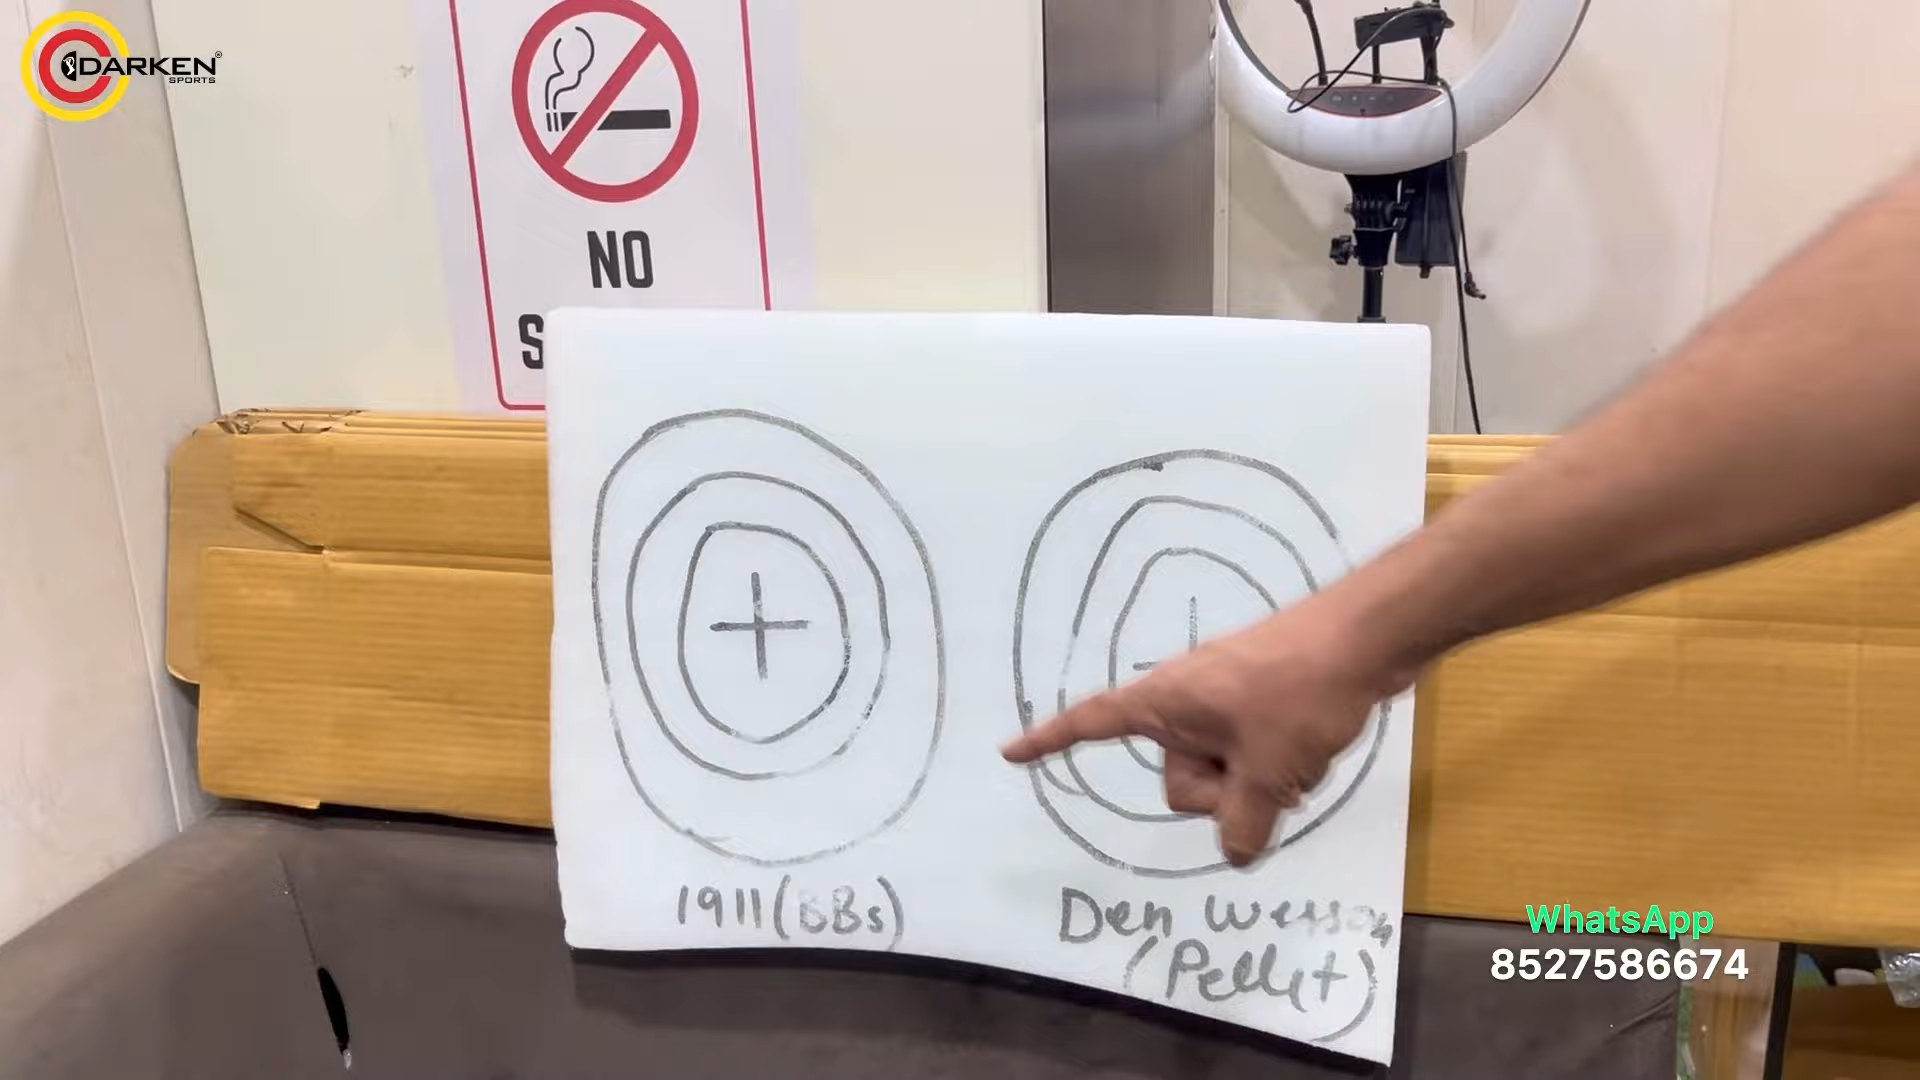 DARKEN®
SPORTS
NO
S
1911 (BBs)
Den Wesson
(Pellet)
WhatsApp
8527586674